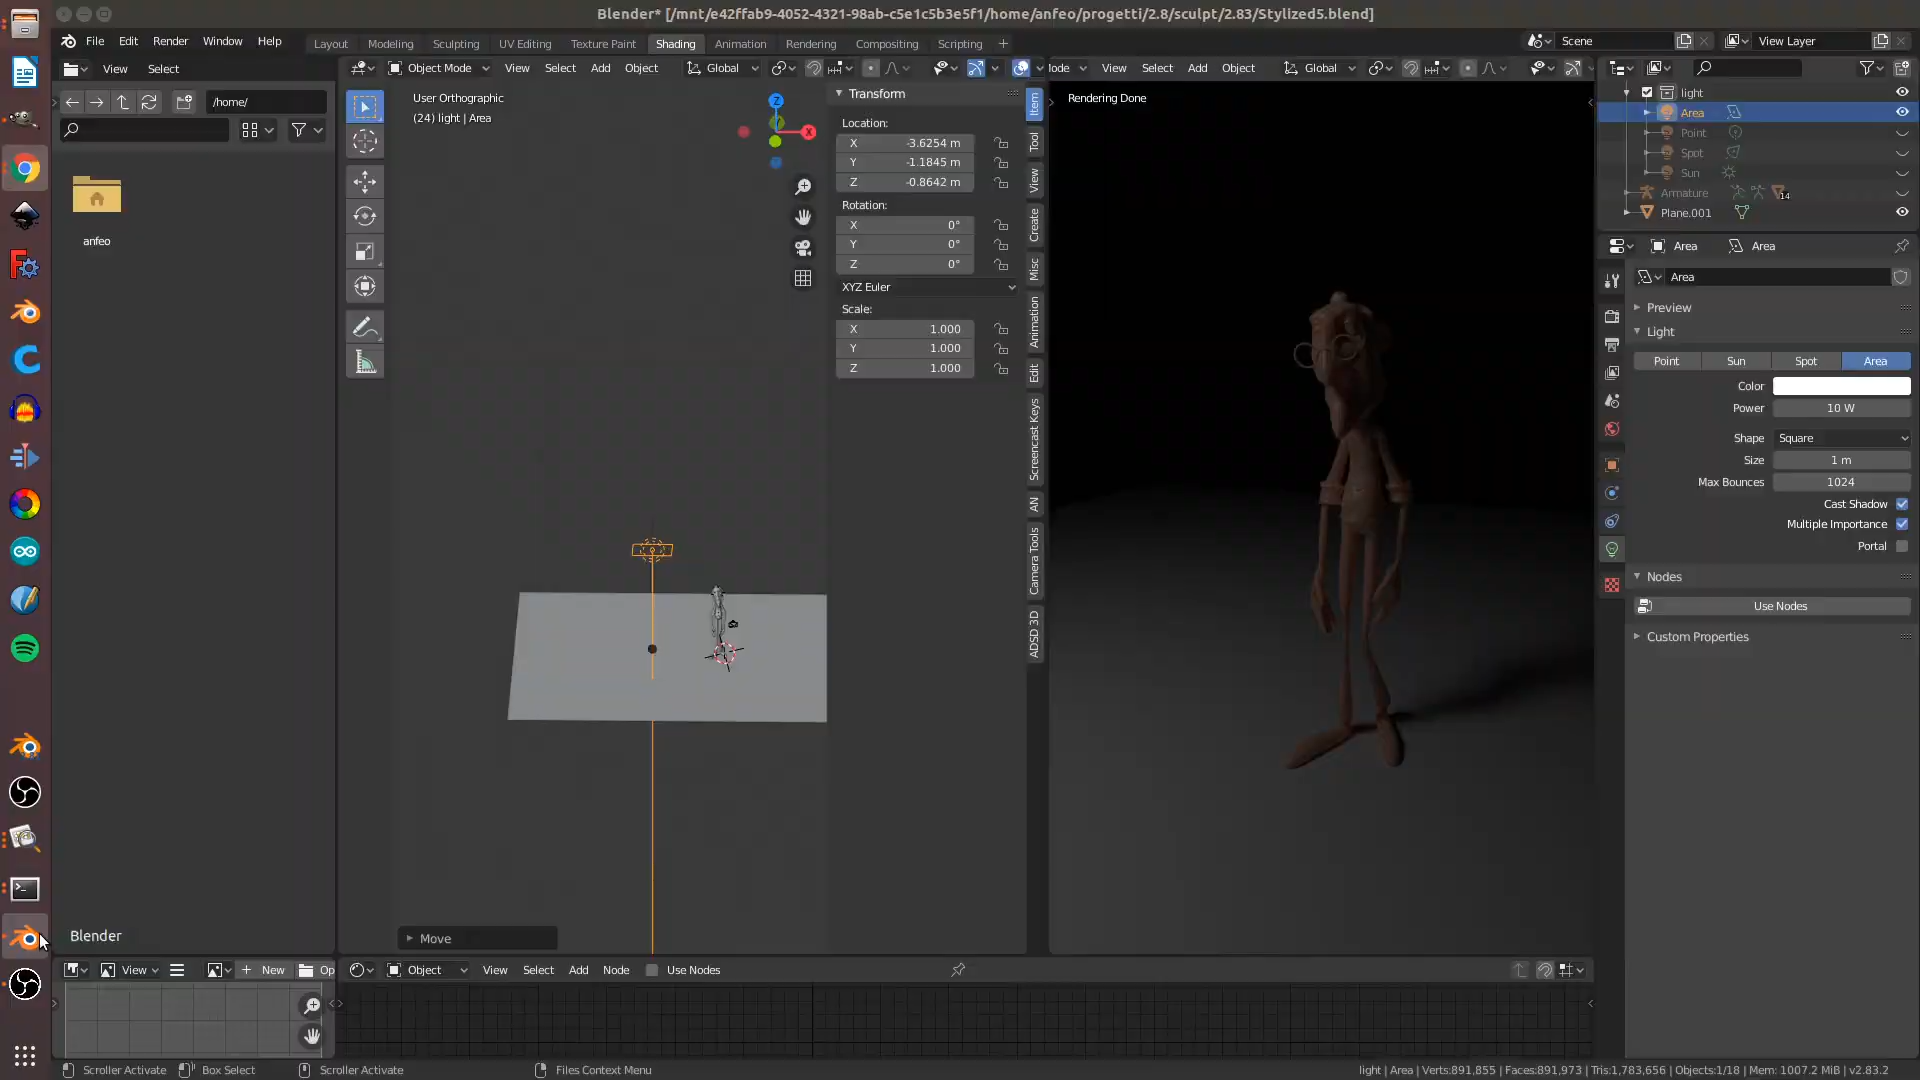 Blender* [/mnt/e42ffab9-4052-4321-98ab-c5e1c5b3e5f1/home/anfeo/progetti/2.8/sculpt/2.83/Stylized5.blend]
File Edit Render Window Help
Layout Modeling Sculpting UV Editing Texture Paint Shading Animation Rendering Compositing Scripting +
Scene
View Layer
View Select
/home/
anfeo
Blender
Object Mode View Select Add Object Global
User Orthographic
(24) light | Area
Z
X
Transform
Location:
X -3.6254 m
Y -1.1845 m
Z -0.8642 m
Rotation:
X 0°
Y 0°
Z 0°
XYZ Euler
Scale:
X 1.000
Y 1.000
Z 1.000
Item
Tool
View
Create
Misc
Animation
Edit
Screencast Keys
AN
Camera Tools
ADSD 3D
Move
ode View Select Add Object Global
Rendering Done
light
Area
Point
Spot
Sun
Armature 14
Plane.001
Area Area
Area
Preview
Light
Point Sun Spot Area
Color
Power 10 W
Shape Square
Size 1 m
Max Bounces 1024
Cast Shadow
Multiple Importance
Portal
Nodes
Use Nodes
Custom Properties
View + New Op
Object View Select Add Node Use Nodes
Scroller Activate Box Select Scroller Activate Files Context Menu
light | Area | Verts:891,855 | Faces:891,973 | Tris:1,783,656 | Objects:1/18 | Mem: 1007.2 MiB | v2.83.2